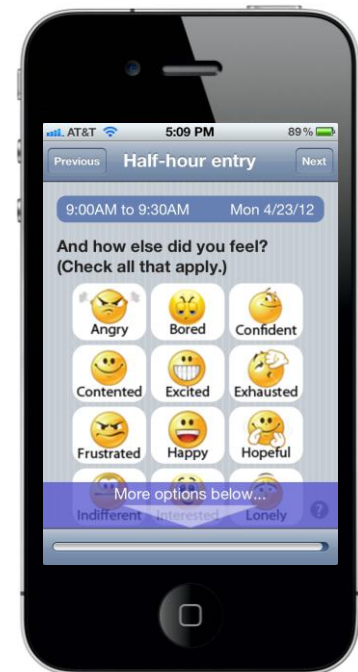 AT&T 5:09 PM 89%
Previous Half-hour entry Next
9:00AM to 9:30AM Mon 4/23/12
And how else did you feel?
(Check all that apply.)
Angry Bored Confident
Contented Excited Exhausted
Frustrated Happy Hopeful
More options below...
Indifferent Interested Lonely ?